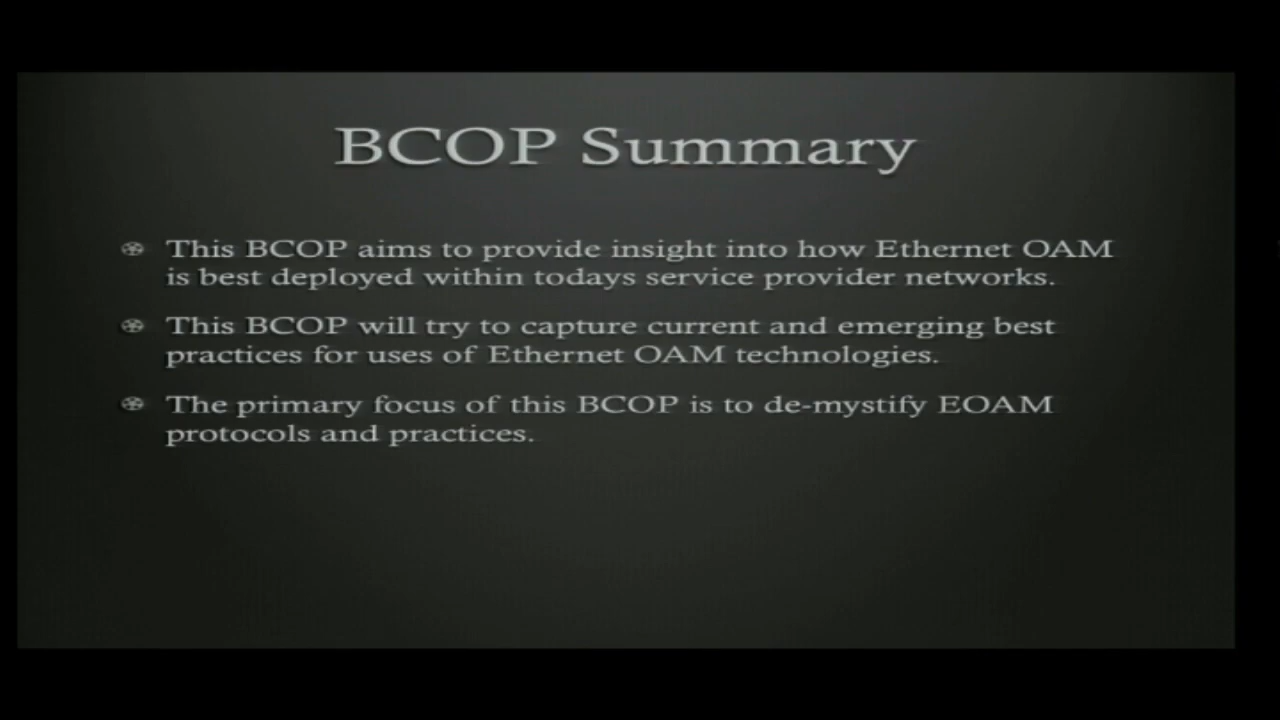 BCOP Summary
This BCOP aims to provide insight into how Ethernet OAM
is best deployed within todays service provider networks.
This BCOP will try to capture current and emerging best
practices for uses of Ethernet OAM technologies.
The primary focus of this BCOP is to de-mystify EOAM
protocols and practices.